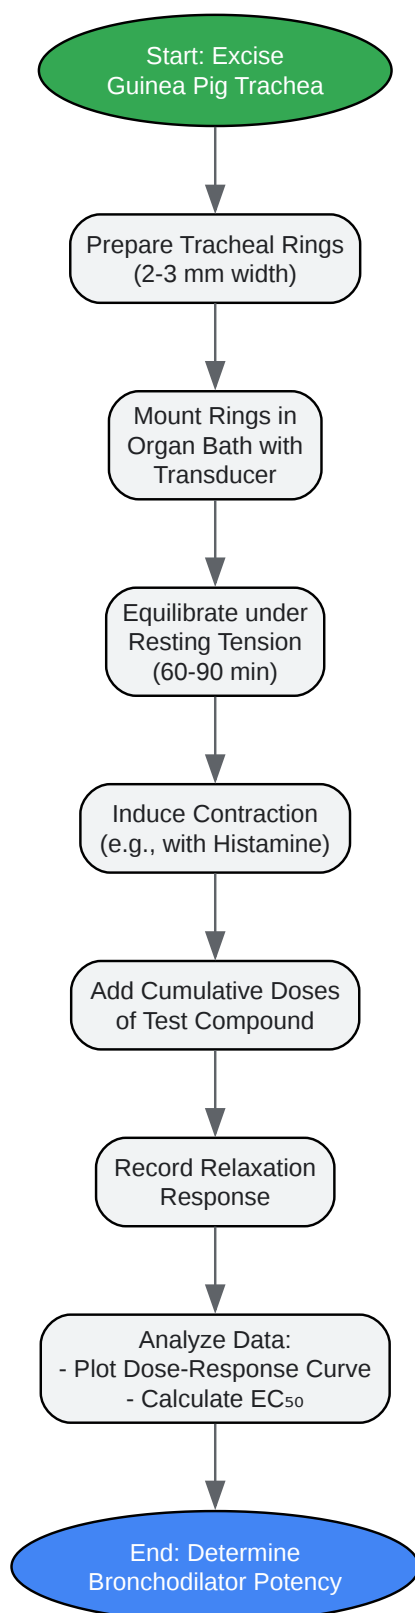 Start: Excise
Guinea Pig Trachea
Prepare Tracheal Rings
(2-3 mm width)
Mount Rings in
Organ Bath with
Transducer
Equilibrate under
Resting Tension
(60-90 min)
Induce Contraction
(e.g., with Histamine)
Add Cumulative Doses
of Test Compound
Record Relaxation
Response
Analyze Data:
- Plot Dose-Response Curve
- Calculate EC₅₀
End: Determine
Bronchodilator Potency